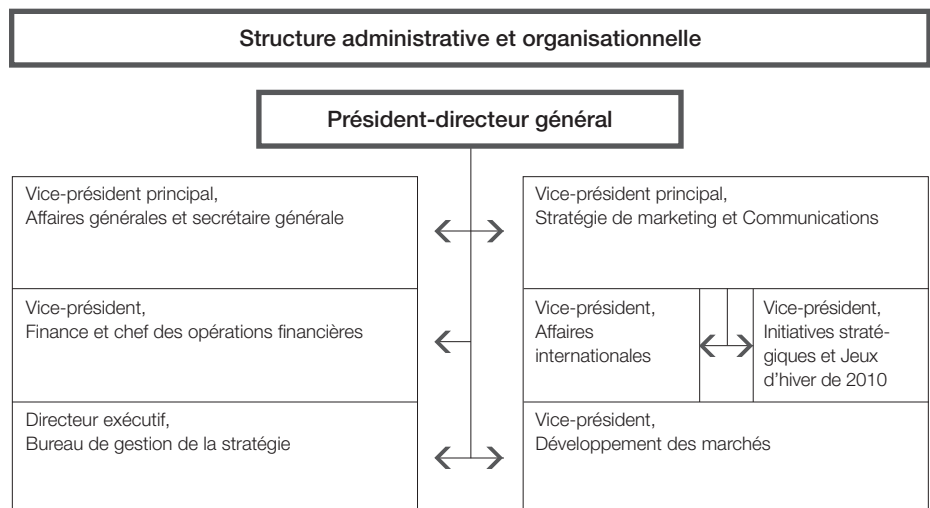 Structure administrative et organisationnelle
Président-directeur général
Vice-président principal,
Affaires générales et secrétaire générale
Vice-président principal,
Stratégie de marketing et Communications
Vice-président,
Finance et chef des opérations financières
Vice-président,
Affaires
internationales
Vice-président,
Initiatives straté-
giques et Jeux
d'hiver de 2010
Directeur exécutif,
Bureau de gestion de la stratégie
Vice-président,
Développement des marchés